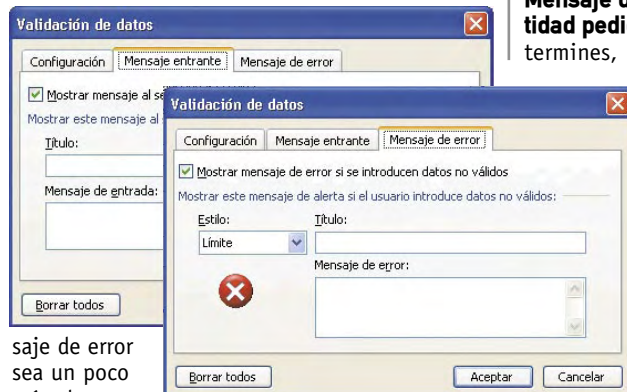 Mensaje d
tidad pedi
termines,
Validación de datos
Configuración Mensaje entrante Mensaje de error
Mostrar mensaje al se
Mostrar este mensaje al
Título:
Mensaje de entrada:
Borrar todos
Validación de datos
Configuración Mensaje entrante Mensaje de error
Mostrar mensaje de error si se introducen datos no válidos
Mostrar este mensaje de alerta si el usuario introduce datos no válidos:
Estilo: Título:
Límite
Mensaje de error:
Borrar todos Aceptar Cancelar
saje de error
sea un poco